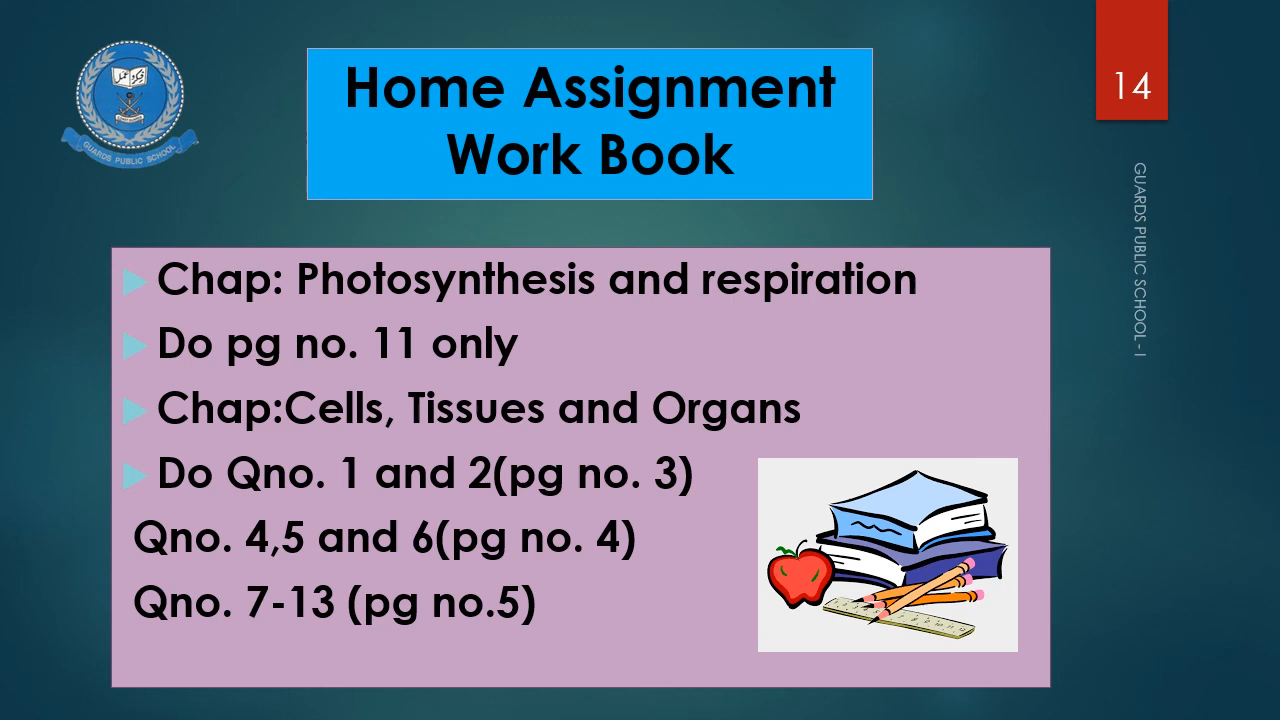 Home Assignment
Work Book
14
GUARDS PUBLIC SCHOOL
GUARDS PUBLIC SCHOOL - I
Chap: Photosynthesis and respiration
Do pg no. 11 only
Chap:Cells, Tissues and Organs
Do Qno. 1 and 2(pg no. 3)
Qno. 4,5 and 6(pg no. 4)
Qno. 7-13 (pg no.5)